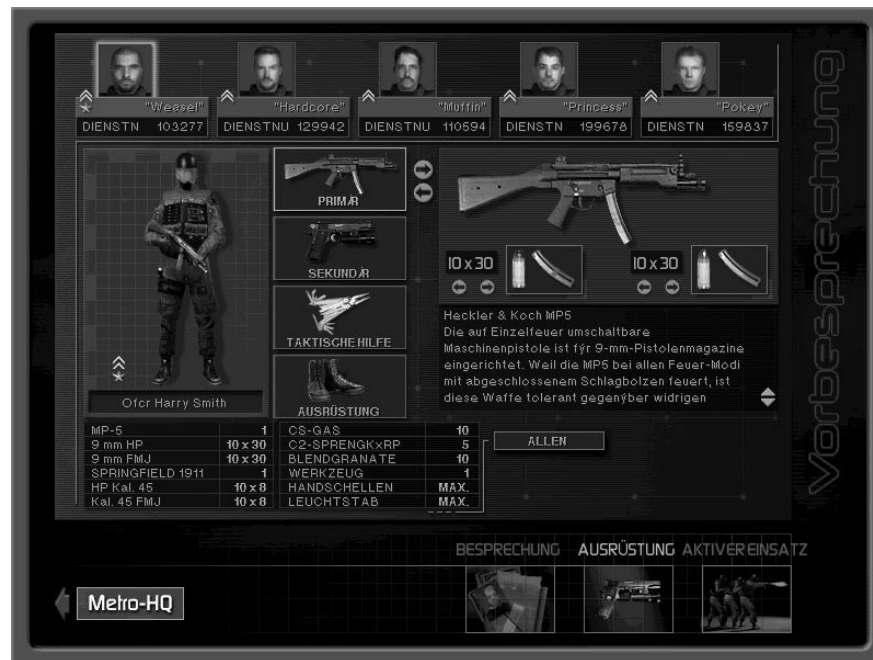 "Weasel" "Hardcore" "Muffin" "Princess" "Pokey"
DIENSTN 103277 DIENSTNU 129942 DIENSTNU 110594 DIENSTN 199678 DIENSTN 159837
Vorbesprechung
PRIMÆR
SEKUNDÆR
TAKTISCHE HILFE
AUSRÜSTUNG
10 x 30 10 x 30
Heckler & Koch MP5
Die auf Einzelfeuer umschaltbare
Maschinenpistole ist fýr 9-mm-Pistolenmagazine
eingerichtet. Weil die MP5 bei allen Feuer-Modi
mit abgeschlossenem Schlagbolzen feuert, ist
diese Waffe tolerant gegenýber widrigen
Ofcr Harry Smith
MP-5 1
9 mm HP 10 x 30
9 mm FMJ 10 x 30
SPRINGFIELD 1911 1
HP Kal. 45 10 x 8
Kal. 45 FMJ 10 x 8
CS-GAS 10
C2-SPRENGKxRP 5
BLENDGRANATE 10
WERKZEUG 1
HANDSCHELLEN MAX.
LEUCHTSTAB MAX.
ALLEN
BESPRECHUNG AUSRÜSTUNG AKTIVER EINSATZ
Metro-HQ